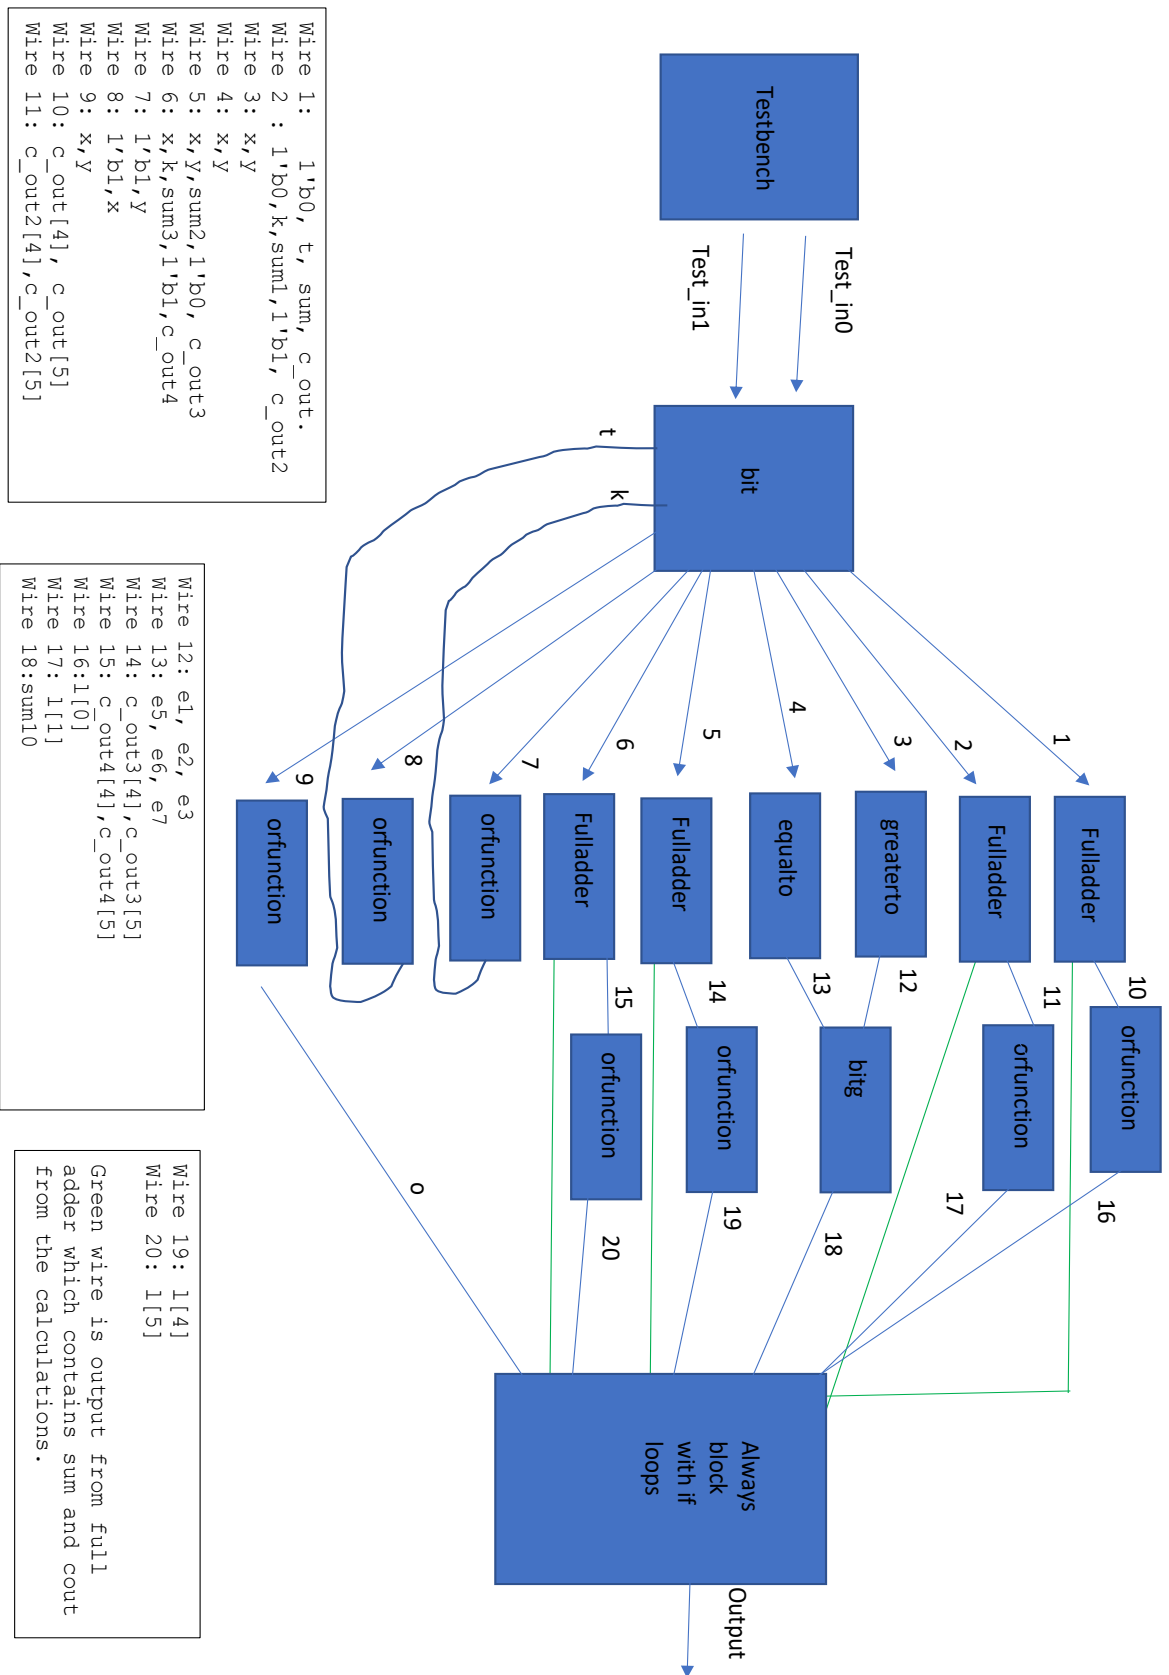 Testbench
Test_in0
Test_in1
bit
t
k
1
2
3
4
5
6
7
8
9
Fulladder
Fulladder
greaterto
equalto
Fulladder
Fulladder
orfunction
orfunction
orfunction
10
11
12
13
14
15
orfunction
orfunction
bitg
orfunction
orfunction
16
17
18
19
20
o
Always
block
with if
loops
Output
Wire 1:  1'b0, t, sum, c_out.
Wire 2 : 1'b0,k,sum1,1'b1, c_out2
Wire 3: x,y
Wire 4: x,y
Wire 5: x,y,sum2,1'b0, c_out3
Wire 6: x,k,sum3,1'b1,c_out4
Wire 7: 1’b1,y
Wire 8: 1’b1,x
Wire 9: x,y
Wire 10: c_out[4], c_out[5]
Wire 11: c_out2[4],c_out2[5]
Wire 12: e1, e2, e3
Wire 13: e5, e6, e7
Wire 14: c_out3[4],c_out3[5]
Wire 15: c_out4[4],c_out4[5]
Wire 16:l[0]
Wire 17: l[1]
Wire 18:sum10
Wire 19: l[4]
Wire 20: l[5]
Green wire is output from full
adder which contains sum and cout
from the calculations.